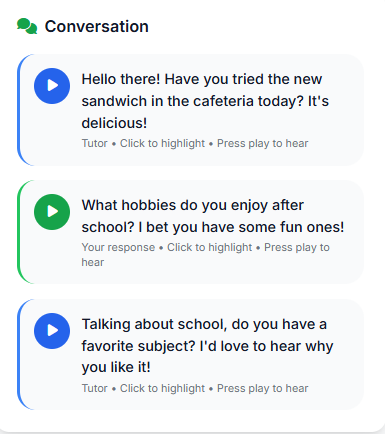 Conversation
Hello there! Have you tried the new
sandwich in the cafeteria today? It's
delicious!
Tutor • Click to highlight • Press play to hear
What hobbies do you enjoy after
school? I bet you have some fun ones!
Your response • Click to highlight • Press play to
hear
Talking about school, do you have a
favorite subject? I'd love to hear why
you like it!
Tutor • Click to highlight • Press play to hear